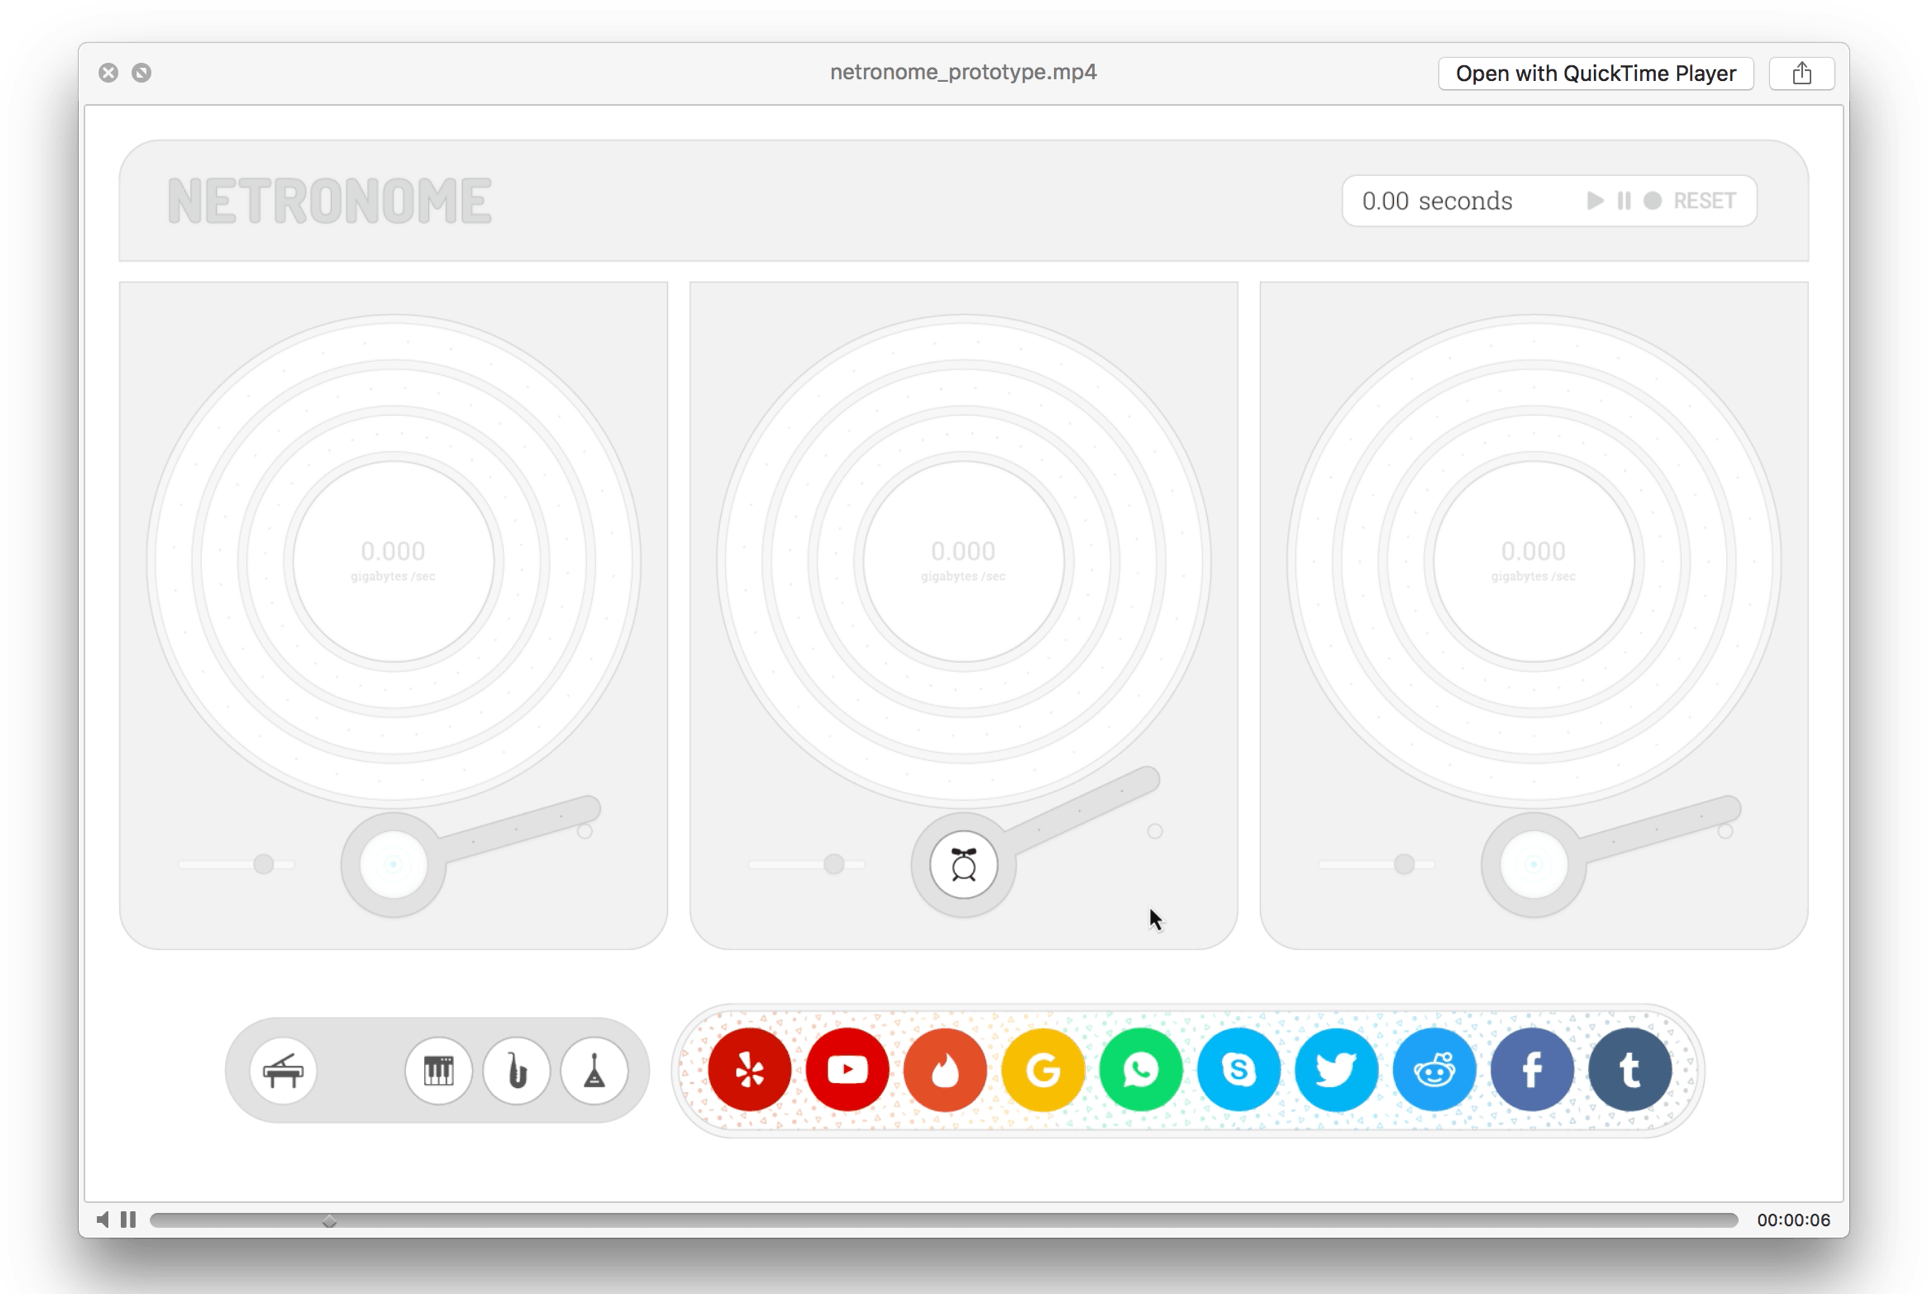 netronome_prototype.mp4
Open with QuickTime Player
NETRONOME
0.00 seconds
RESET
0.000
gigabytes /sec
0.000
gigabytes /sec
0.000
gigabytes /sec
G
S
f
t
00:00:06